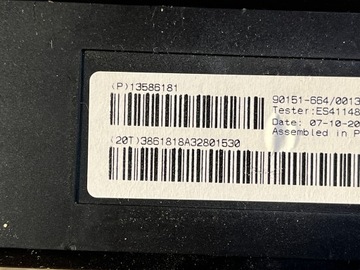 (P)13586181
90151-664/0013
Tester:ES41148
Date: 07-10-20
Assembled in P
(20T)3861818A32801530